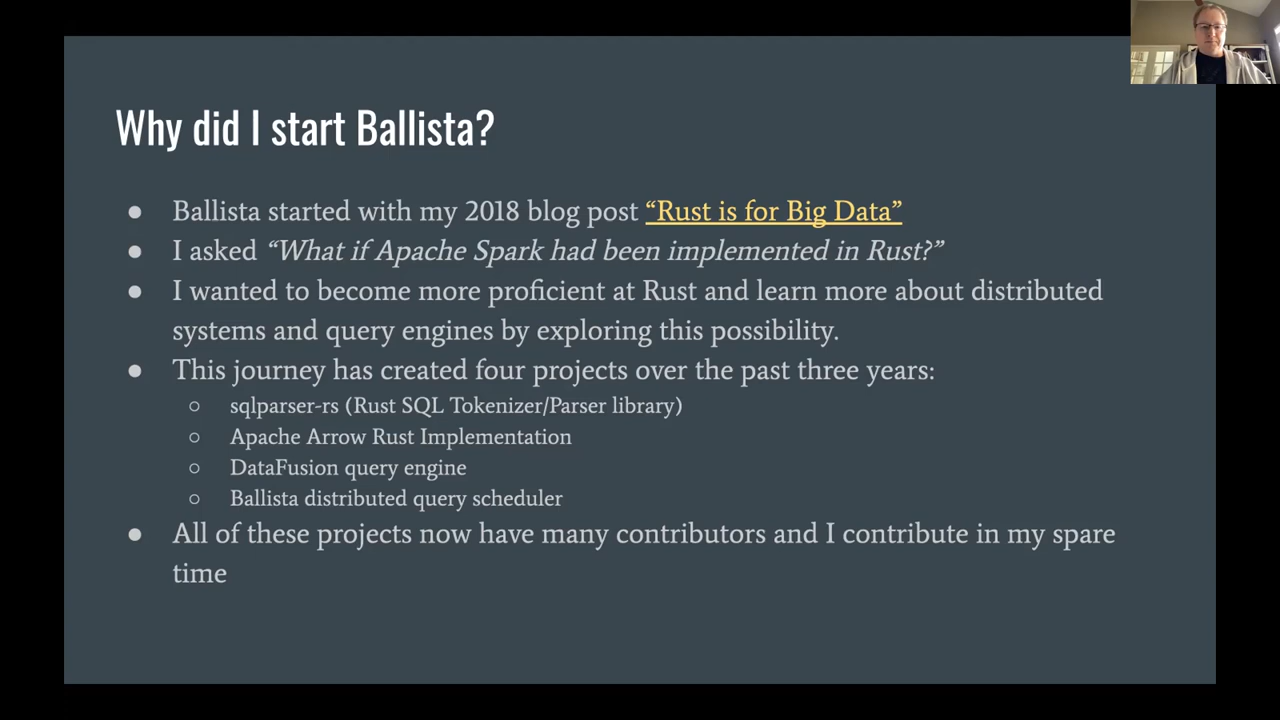 Why did I start Ballista?
● Ballista started with my 2018 blog post “Rust is for Big Data”
● I asked “What if Apache Spark had been implemented in Rust?”
● I wanted to become more proficient at Rust and learn more about distributed
systems and query engines by exploring this possibility.
● This journey has created four projects over the past three years:
○ sqlparser-rs (Rust SQL Tokenizer/Parser library)
○ Apache Arrow Rust Implementation
○ DataFusion query engine
○ Ballista distributed query scheduler
● All of these projects now have many contributors and I contribute in my spare
time